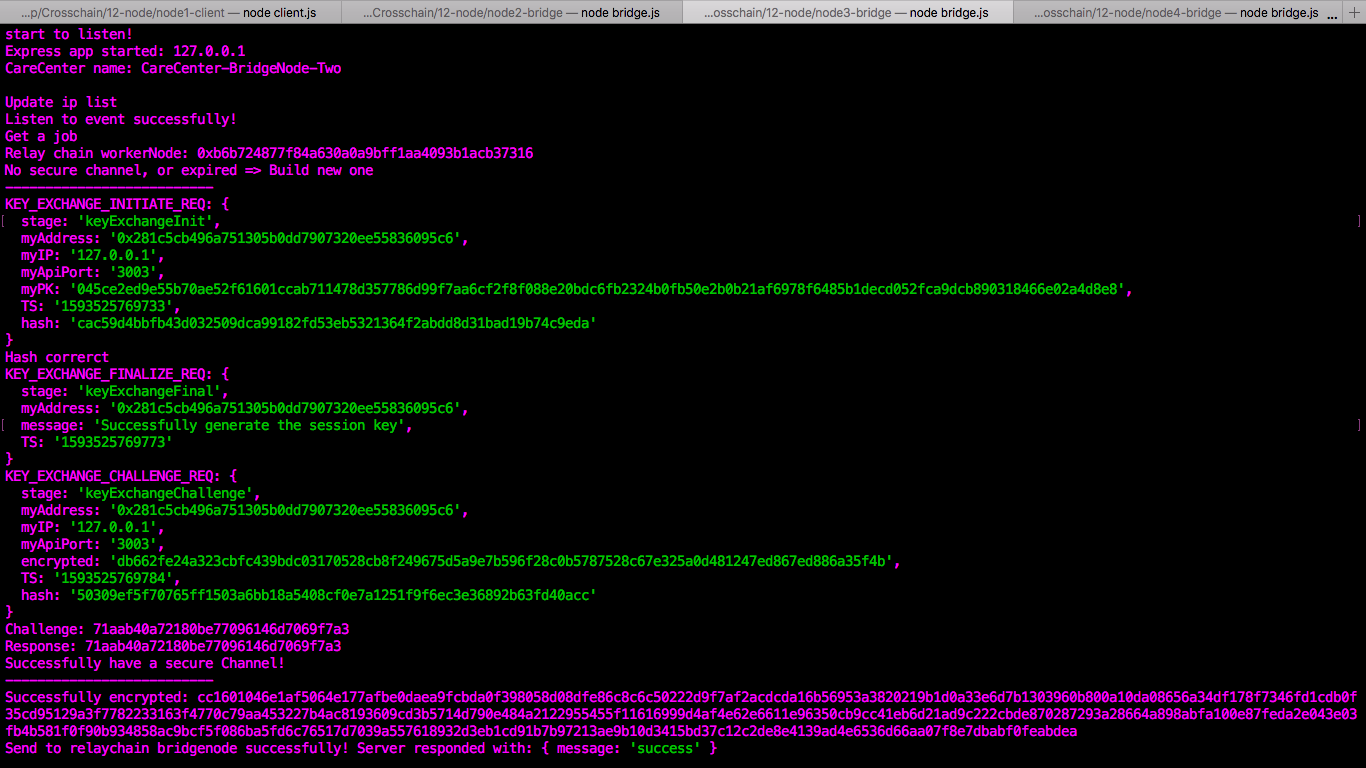 ...p/Crosschain/12-node/node1-client — node client.js
...Crosschain/12-node/node2-bridge — node bridge.js
...osschain/12-node/node3-bridge — node bridge.js
...osschain/12-node/node4-bridge — node bridge.js ...
start to listen!
Express app started: 127.0.0.1
CareCenter name: CareCenter-BridgeNode-Two
Update ip list
Listen to event successfully!
Get a job
Relay chain workerNode: 0xb6b724877f84a630a0a9bff1aa4093b1acb37316
No secure channel, or expired => Build new one
--------------------------
KEY_EXCHANGE_INITIATE_REQ: {
[ stage: 'keyExchangeInit', ]
myAddress: '0x281c5cb496a751305b0dd7907320ee55836095c6',
myIP: '127.0.0.1',
myApiPort: '3003',
myPK: '045ce2ed9e55b70ae52f61601ccab711478d357786d99f7aa6cf2f8f088e20bdc6fb2324b0fb50e2b0b21af6978f6485b1decd052fca9dcb890318466e02a4d8e8',
TS: '1593525769733',
hash: 'cac59d4bbfb43d032509dca99182fd53eb5321364f2abdd8d31bad19b74c9eda'
}
Hash correrct
KEY_EXCHANGE_FINALIZE_REQ: {
stage: 'keyExchangeFinal',
myAddress: '0x281c5cb496a751305b0dd7907320ee55836095c6',
[ message: 'Successfully generate the session key', ]
TS: '1593525769773'
}
KEY_EXCHANGE_CHALLENGE_REQ: {
stage: 'keyExchangeChallenge',
myAddress: '0x281c5cb496a751305b0dd7907320ee55836095c6',
myIP: '127.0.0.1',
myApiPort: '3003',
encrypted: 'db662fe24a323cbfc439bdc03170528cb8f249675d5a9e7b596f28c0b5787528c67e325a0d481247ed867ed886a35f4b',
TS: '1593525769784',
hash: '50309ef5f70765ff1503a6bb18a5408cf0e7a1251f9f6ec3e36892b63fd40acc'
}
Challenge: 71aab40a72180be77096146d7069f7a3
Response: 71aab40a72180be77096146d7069f7a3
Successfully have a secure Channel!
--------------------------
Successfully encrypted: cc1601046e1af5064e177afbe0daea9fcbda0f398058d08dfe86c8c6c50222d9f7af2acdcda16b56953a3820219b1d0a33e6d7b1303960b800a10da08656a34df178f7346fd1cdb0f
35cd95129a3f7782233163f4770c79aa453227b4ac8193609cd3b5714d790e484a2122955455f11616999d4af4e62e6611e96350cb9cc41eb6d21ad9c222cbde870287293a28664a898abfa100e87feda2e043e03
fb4b581f0f90b934858ac9bcf5f086ba5fd6c76517d7039a557618932d3eb1cd91b7b97213ae9b10d3415bd37c12c2de8e4139ad4e6536d66aa07f8e7dbabf0feabdea
Send to relaychain bridgenode successfully! Server responded with: { message: 'success' }